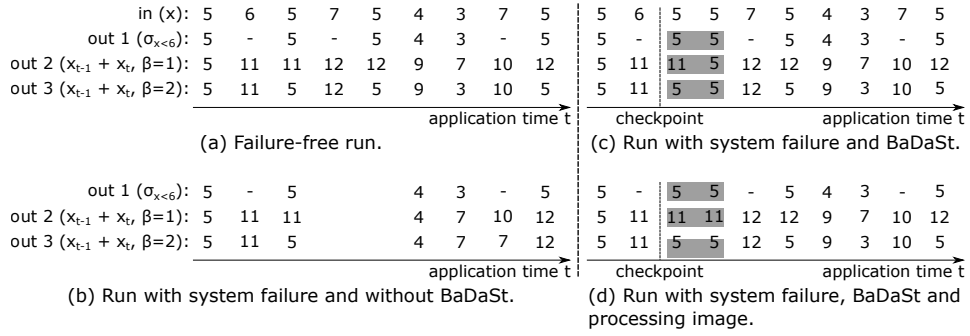 in (x): 5 6 5 7 5 4 3 7 5
out 1 (σx<6): 5 - 5 - 5 4 3 - 5
out 2 (xt-1 + xt, β=1): 5 11 11 12 12 9 7 10 12
out 3 (xt-1 + xt, β=2): 5 11 5 12 5 9 3 10 5
application time t
(a) Failure-free run.
5 6 5 5 7 5 4 3 7 5
5 - 5 5 - 5 4 3 - 5
5 11 11 5 12 12 9 7 10 12
5 11 5 5 12 5 9 3 10 5
checkpoint application time t
(c) Run with system failure and BaDaSt.
out 1 (σx<6): 5 - 5 4 3 - 5
out 2 (xt-1 + xt, β=1): 5 11 11 4 7 10 12
out 3 (xt-1 + xt, β=2): 5 11 5 4 7 7 12
application time t
(b) Run with system failure and without BaDaSt.
5 - 5 5 - 5 4 3 - 5
5 11 11 11 12 12 9 7 10 12
5 11 5 5 12 5 9 3 10 5
checkpoint application time t
(d) Run with system failure, BaDaSt and
processing image.